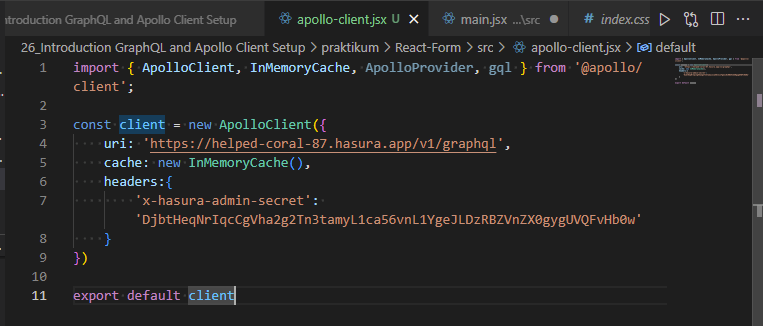 Introduction GraphQL and Apollo Client Setup
apollo-client.jsx U
main.jsx ...\src
index.css
26_Introduction GraphQL and Apollo Client Setup > praktikum > React-Form > src > apollo-client.jsx > default
1 import { ApolloClient, InMemoryCache, ApolloProvider, gql } from '@apollo/
client';
2
3 const client = new ApolloClient({
4 uri: 'https://helped-coral-87.hasura.app/v1/graphql',
5 cache: new InMemoryCache(),
6 headers:{
7 'x-hasura-admin-secret':
'DjbtHeqNrIqcCgVha2g2Tn3tamyL1ca56vnL1YgeJLDzRBZVnZX0gygUVQFvHb0w'
8 }
9 })
10
11 export default client